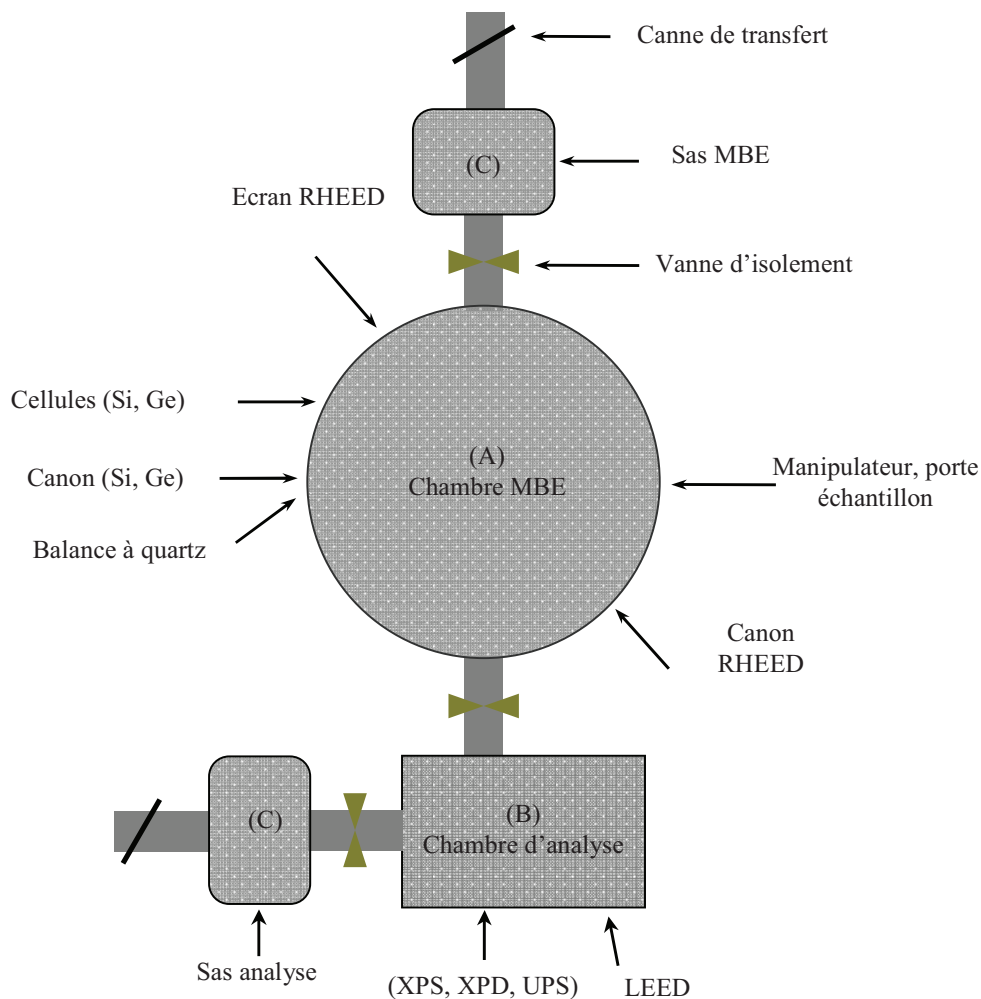 Canne de transfert
(C)
Sas MBE
Ecran RHEED
Vanne d’isolement
Cellules (Si, Ge)
(A)
Chambre MBE
Canon (Si, Ge)
Manipulateur, porte
échantillon
Balance à quartz
Canon
RHEED
(C)
(B)
Chambre d’analyse
Sas analyse
(XPS, XPD, UPS)
LEED